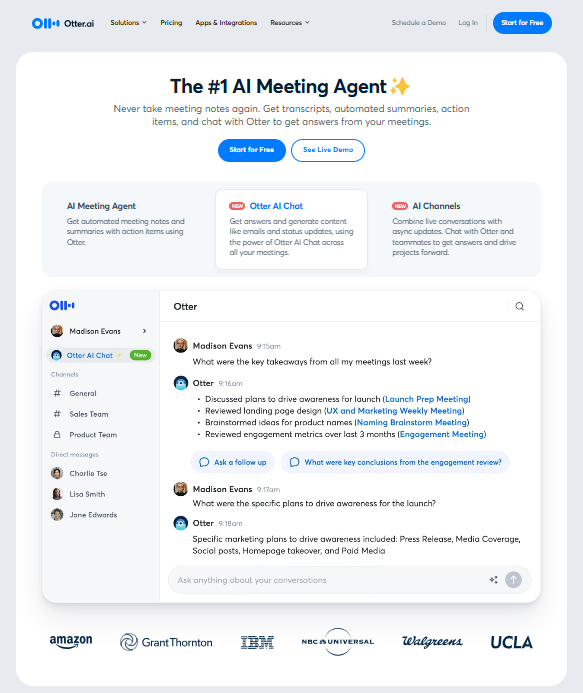 Otter.ai
Solutions
Pricing
Apps & Integrations
Resources
Schedule a Demo
Log In
Start for Free
The #1 AI Meeting Agent✨
Never take meeting notes again. Get transcripts, automated summaries, action
items, and chat with Otter to get answers from your meetings.
Start for Free
See Live Demo
AI Meeting Agent
Get automated meeting notes and
summaries with action items using
Otter.
NEW Otter AI Chat
Get answers and generate content
like emails and status updates, using
the power of Otter AI Chat across
all your meetings.
NEW AI Channels
Combine live conversations with
async updates. Chat with Otter and
teammates to get answers and drive
projects forward.
Madison Evans
Otter AI Chat ✨ New
Channels
# General
# Sales Team
Product Team
Direct messages
Charlie Tse
Lisa Smith
Jane Edwards
Otter
Madison Evans 9:15am
What were the key takeaways from all my meetings last week?
Otter 9:16am
• Discussed plans to drive awareness for launch (Launch Prep Meeting)
• Reviewed landing page design (UX and Marketing Weekly Meeting)
• Brainstormed ideas for product names (Naming Brainstorm Meeting)
• Reviewed engagement metrics over last 3 months (Engagement Meeting)
Ask a follow up
What were key conclusions from the engagement review?
Madison Evans 9:17am
What were the specific plans to drive awareness for the launch?
Otter 9:18am
Specific marketing plans to drive awareness included: Press Release, Media Coverage,
Social posts, Homepage takeover, and Paid Media
Ask anything about your conversations
amazon
Grant Thornton
IBM
NBC UNIVERSAL
Walgreens
UCLA